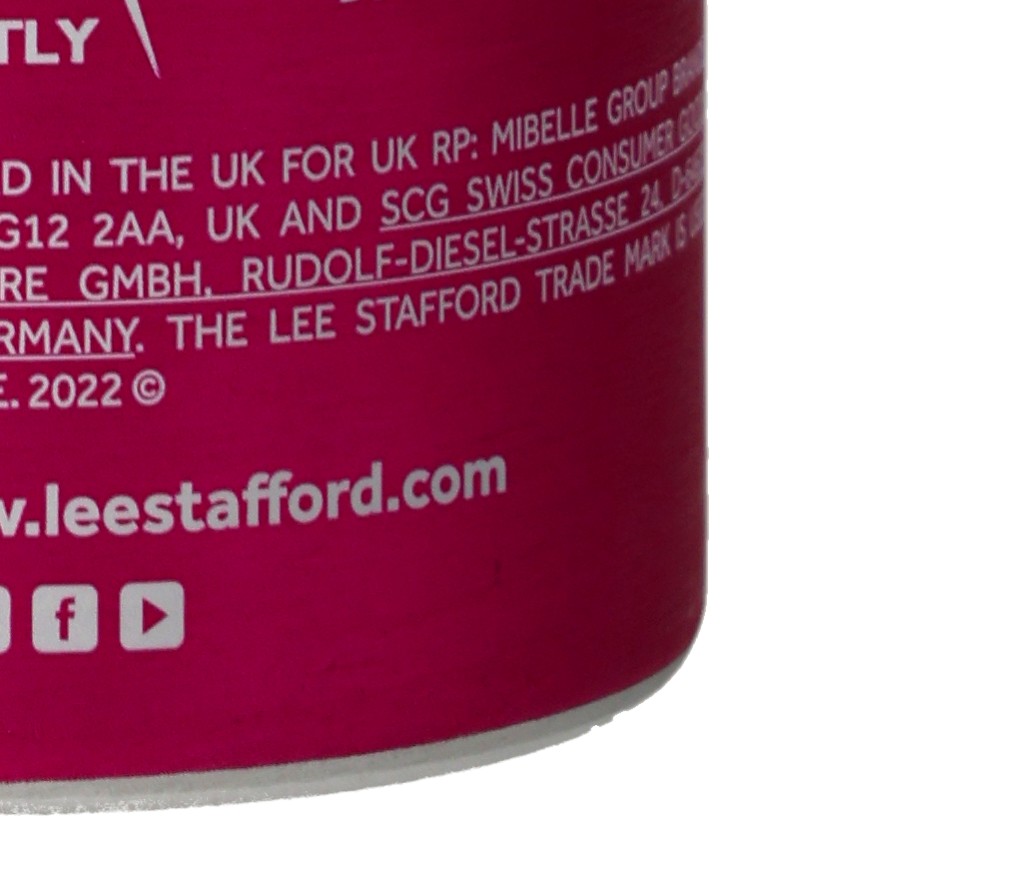 TLY
D IN THE UK FOR UK RP: MIBELLE GROUP
G12 2AA, UK AND SCG SWISS CONSUMER
RE GMBH, RUDOLF-DIESEL-STRASSE 24,
RMANY. THE LEE STAFFORD TRADE MARK IS
E. 2022 ©
w.leestafford.com
f